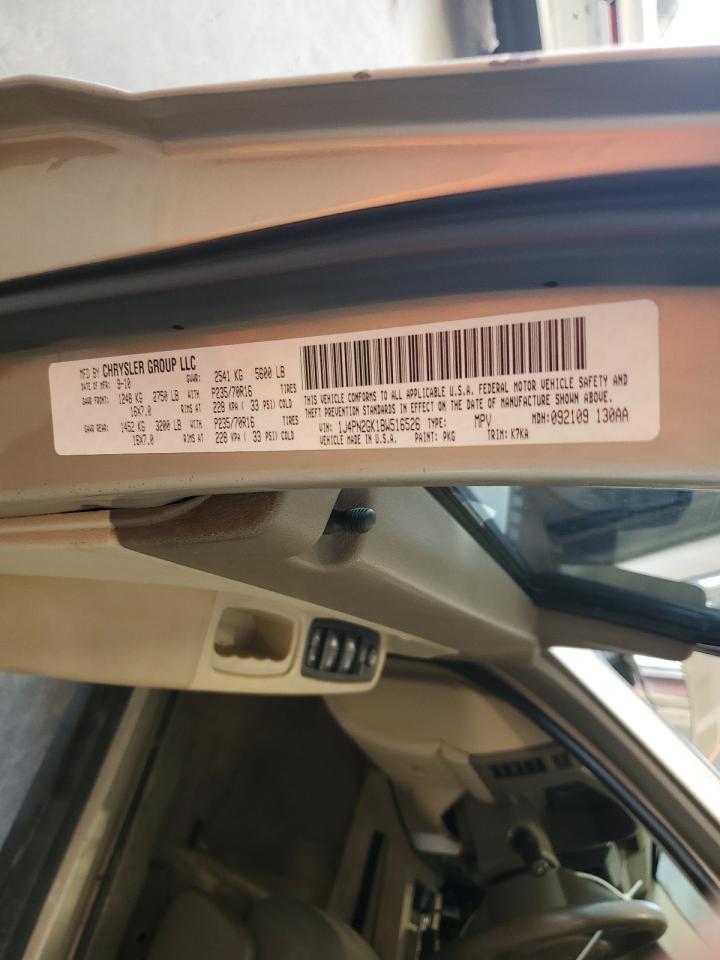 MFD BY CHRYSLER GROUP LLC
DATE OF MFR: 9-10 GVWR: 2541 KG 5600 LB
GAWR FRONT: 1248 KG 2750 LB WITH P235/70R16 TIRES
16X7.0 RIMS AT 228 KPA ( 33 PSI) COLD
GAWR REAR: 1452 KG 3200 LB WITH P235/70R16 TIRES
16X7.0 RIMS AT 228 KPA ( 33 PSI) COLD
THIS VEHICLE CONFORMS TO ALL APPLICABLE U.S.A. FEDERAL MOTOR VEHICLE SAFETY AND
THEFT PREVENTION STANDARDS IN EFFECT ON THE DATE OF MANUFACTURE SHOWN ABOVE.
VIN: 1J4PN2GK1BW516526 TYPE: MPV MDH: 092109 130AA
VEHICLE MADE IN U.S.A. PAINT: PKG TRIM: K7KA